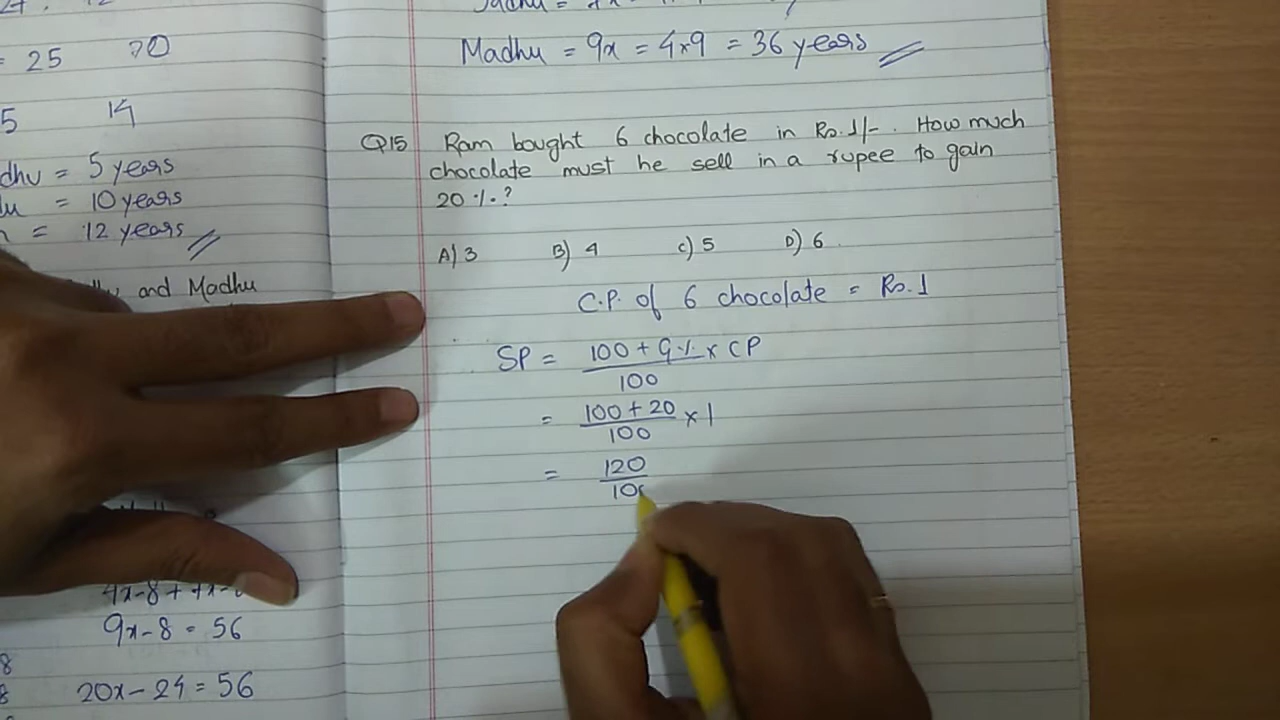 = 25 70
5 14
dhu = 5 years
= 10 years
= 12 years
and Madhu
9x - 8 = 56
20x - 24 = 56
Madhu = 9x = 4x9 = 36 years
Q15 Ram bought 6 chocolate in Rs. 1/-. How much
chocolate must he sell in a rupee to gain
20 %.?
A) 3 B) 4 C) 5 D) 6.
C.P. of 6 chocolate = Rs. 1
SP = 100 + g% x CP
100
= 100 + 20 x 1
100
= 120
100